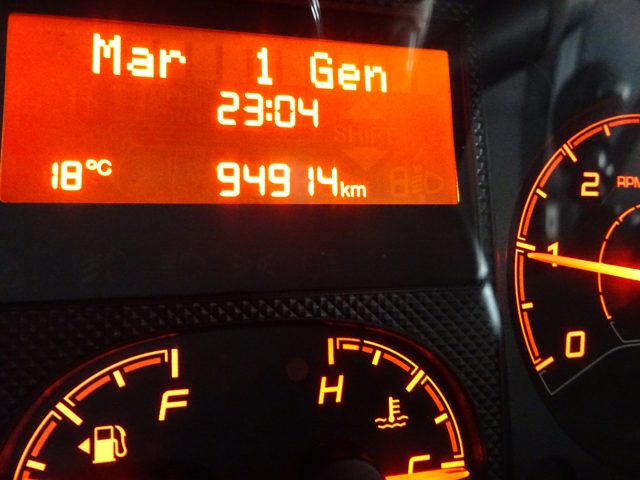 Mar 1 Gen
23:04
SHIFT
18°C 94914km
2 RPM
1
0
F H
C